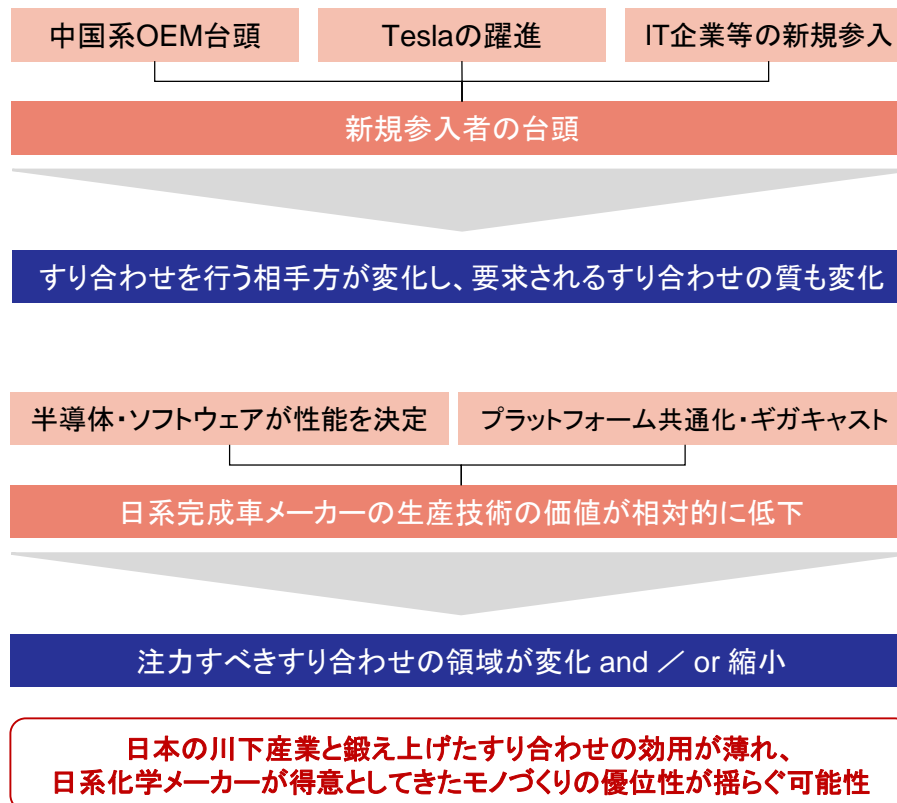 中国系OEM台頭
Teslaの躍進
IT企業等の新規参入
新規参入者の台頭
すり合わせを行う相手方が変化し、要求されるすり合わせの質も変化
半導体・ソフトウェアが性能を決定
プラットフォーム共通化・ギガキャスト
日系完成車メーカーの生産技術の価値が相対的に低下
注力すべきすり合わせの領域が変化 and ／ or 縮小
日本の川下産業と鍛え上げたすり合わせの効用が薄れ、
日系化学メーカーが得意としてきたモノづくりの優位性が揺らぐ可能性